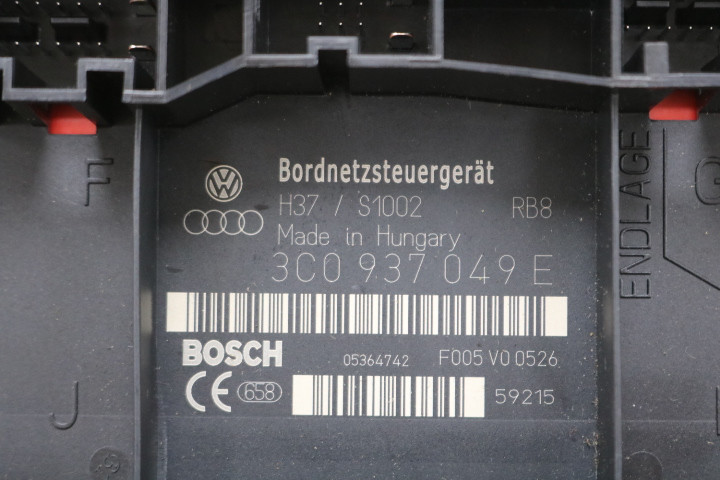 F
Bordnetzsteuergerät
H37 / S1002 RB8
Made in Hungary
3C0 937 049 E
ENDLAGE
BOSCH 05364742 F005 V0 0526
CE 658 59215
J